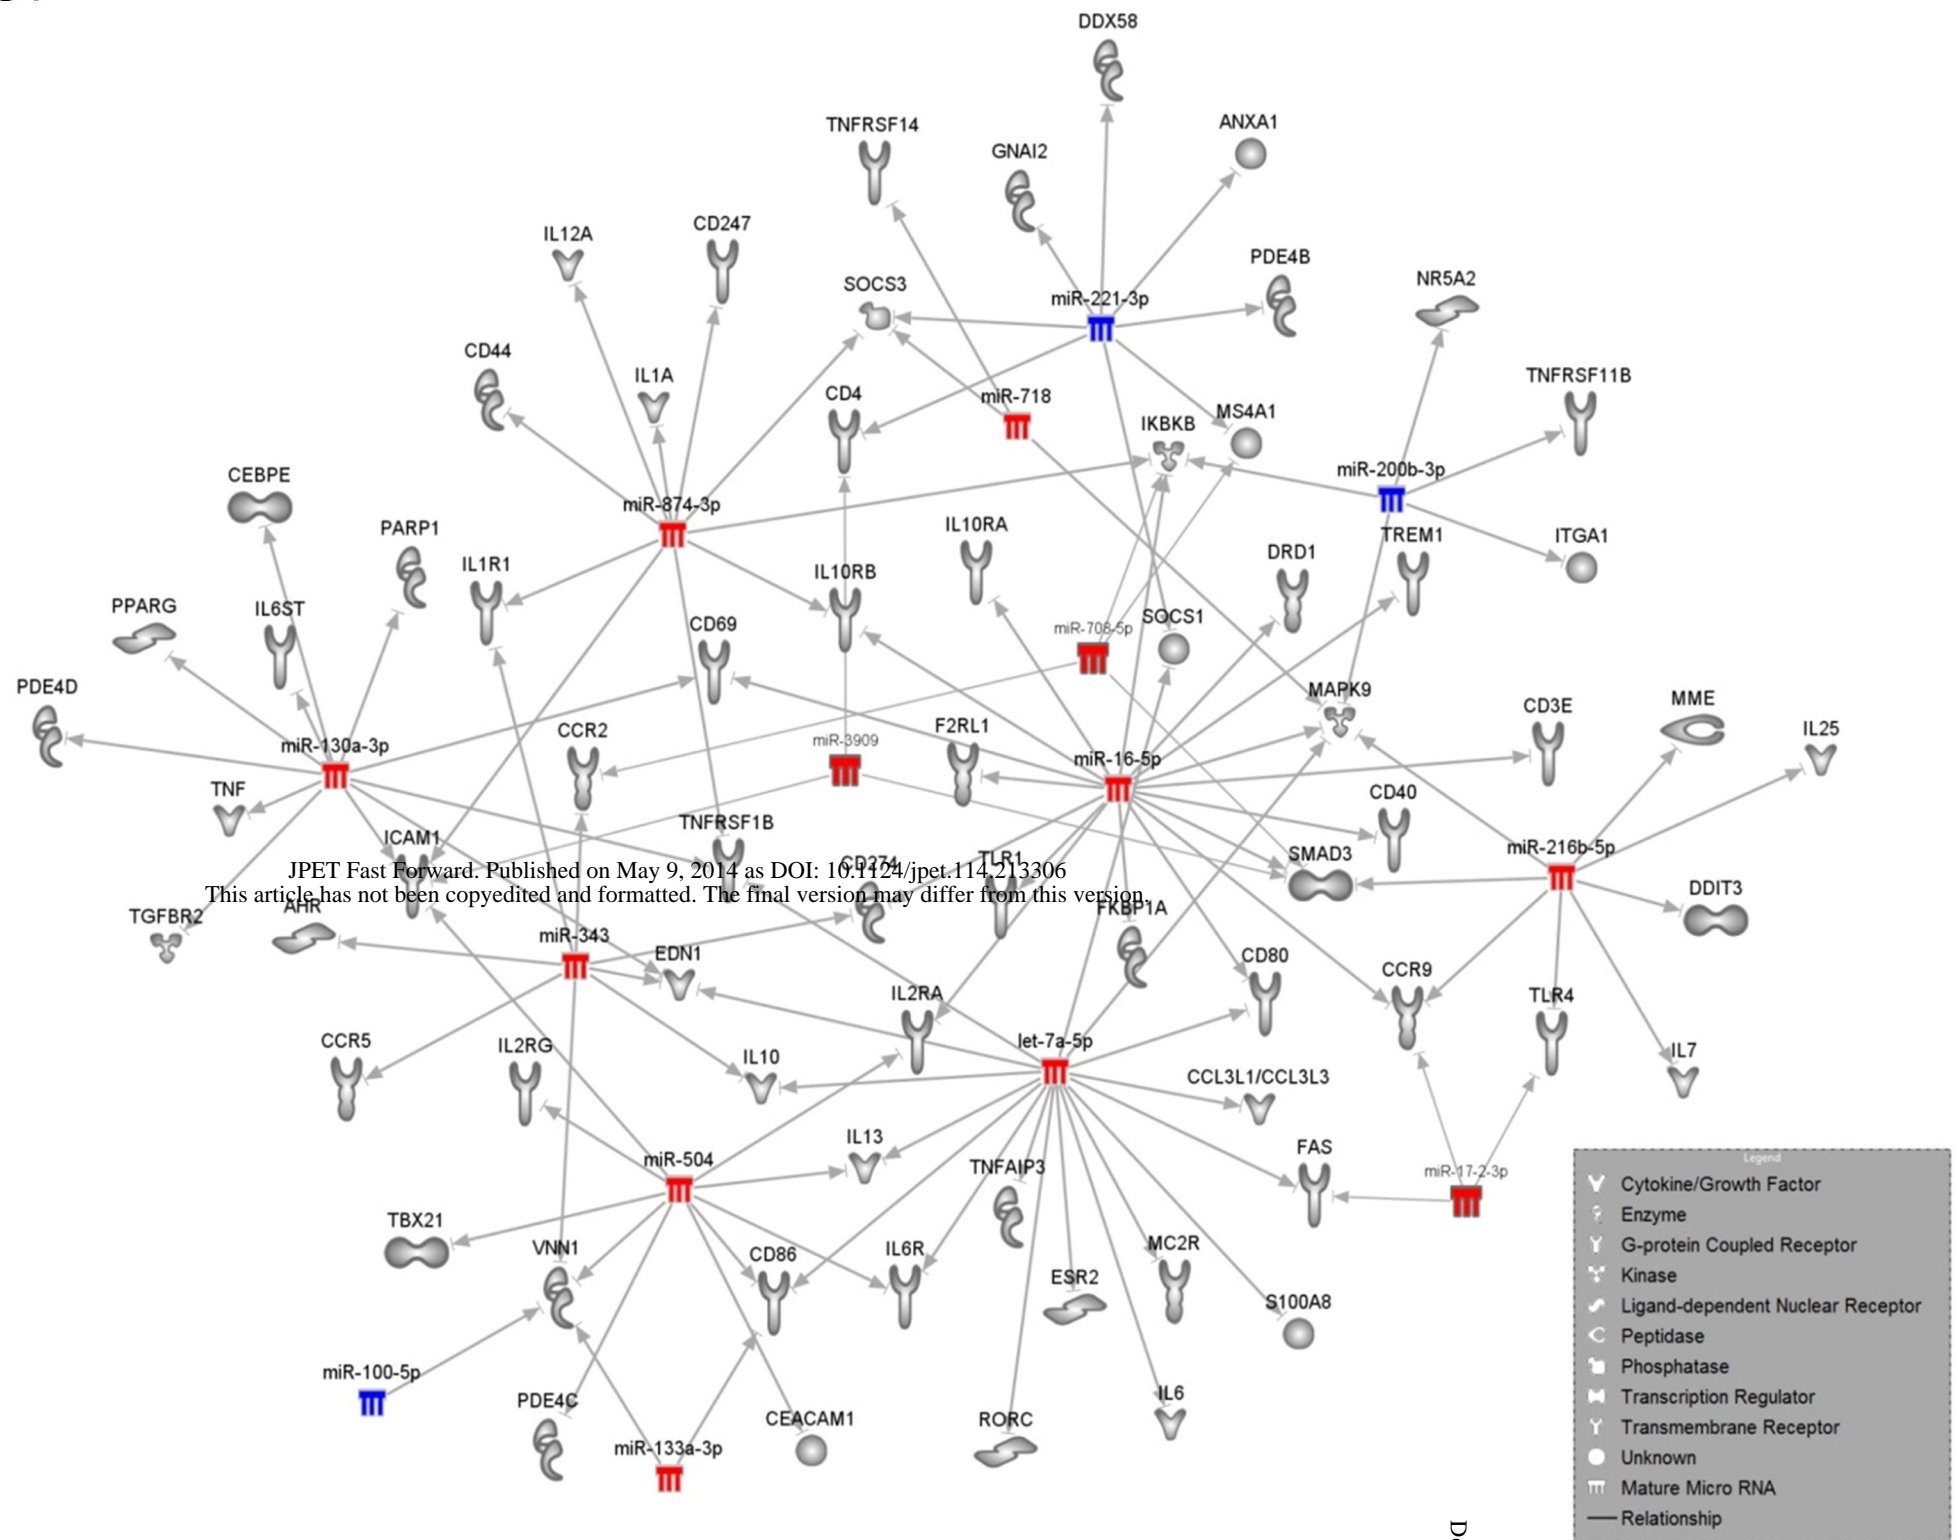 DDX58
TNFRSF14
ANXA1
GNAI2
CD247
IL12A
PDE4B
SOCS3
NR5A2
miR-221-3p
CD44
IL1A
TNFRSF11B
CD4
miR-718
MS4A1
IKBKB
miR-200b-3p
CEBPE
miR-874-3p
PARP1
IL10RA
TREM1
ITGA1
DRD1
IL1R1
IL10RB
PPARG
IL6ST
CD69
SOCS1
miR-708-5p
PDE4D
MAPK9
MME
CD3E
CCR2
F2RL1
IL25
miR-130a-3p
miR-3909
miR-16-5p
TNF
CD40
TNFRSF1B
ICAM1
miR-216b-5p
SMAD3
CD274
TLR1
JPET Fast Forward. Published on May 9, 2014 as DOI: 10.1124/jpet.114.213306
This article has not been copyedited and formatted. The final version may differ from this version.
DDIT3
TGFBR2
AHR
FKBP1A
miR-343
EDN1
CD80
CCR9
IL2RA
TLR4
CCR5
IL2RG
let-7a-5p
IL10
IL7
CCL3L1/CCL3L3
IL13
FAS
miR-504
TNFAIP3
miR-17-2-3p
TBX21
VNN1
CD86
IL6R
MC2R
ESR2
S100A8
miR-100-5p
PDE4C
IL6
CEACAM1
RORC
miR-133a-3p
Legend
Cytokine/Growth Factor
Enzyme
G-protein Coupled Receptor
Kinase
Ligand-dependent Nuclear Receptor
Peptidase
Phosphatase
Transcription Regulator
Transmembrane Receptor
Unknown
Mature Micro RNA
Relationship